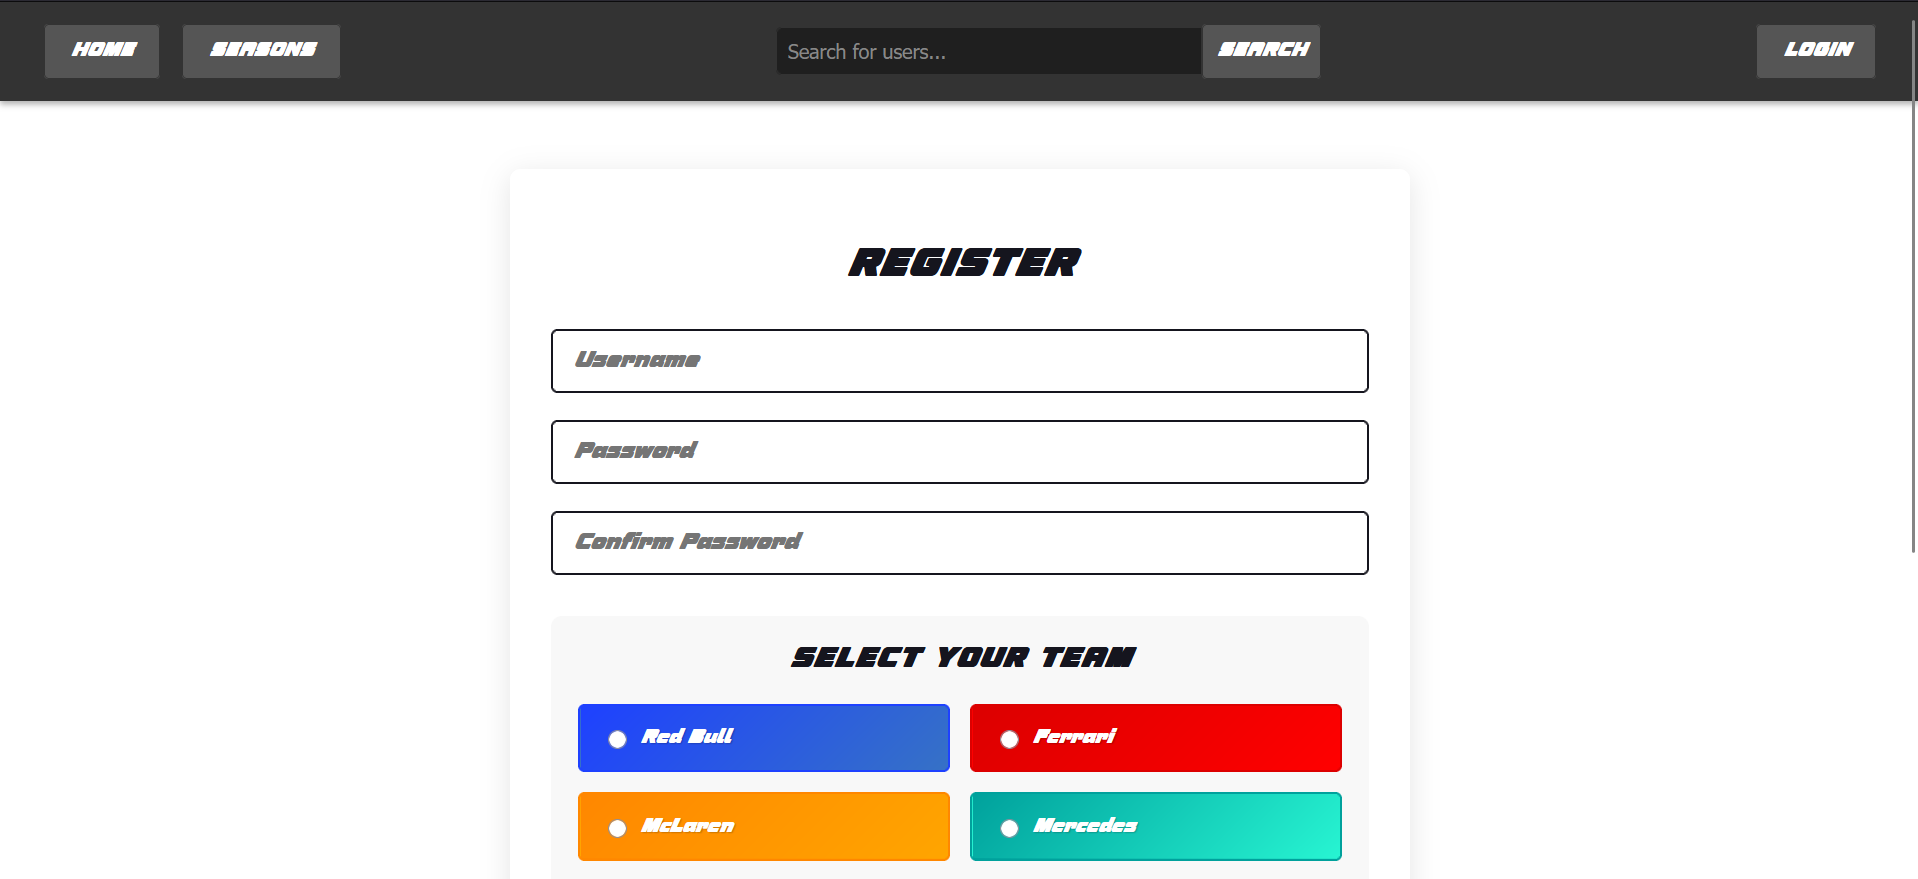 HOME SEASONS Search for users... SEARCH LOGIN
REGISTER
Username
Password
Confirm Password
SELECT YOUR TEAM
Red Bull Ferrari
McLaren Mercedes